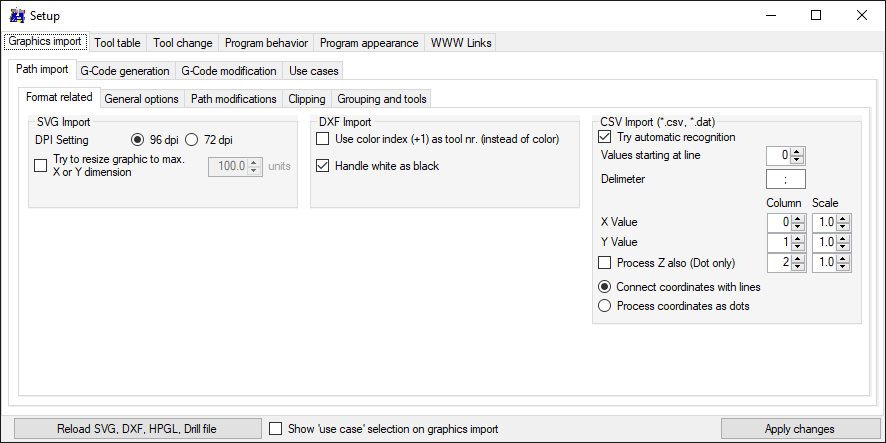 Setup
Graphics import Tool table Tool change Program behavior Program appearance WWW Links
Path import G-Code generation G-Code modification Use cases
Format related General options Path modifications Clipping Grouping and tools
SVG Import
DPI Setting 96 dpi 72 dpi
Try to resize graphic to max.
X or Y dimension
100.0 units
DXF Import
Use color index (+1) as tool nr. (instead of color)
Handle white as black
CSV Import (*.csv, *.dat)
Try automatic recognition
Values starting at line 0
Delimeter ;
Column Scale
X Value 0 1.0
Y Value 1 1.0
Process Z also (Dot only) 2 1.0
Connect coordinates with lines
Process coordinates as dots
Reload SVG, DXF, HPGL, Drill file Show 'use case' selection on graphics import Apply changes